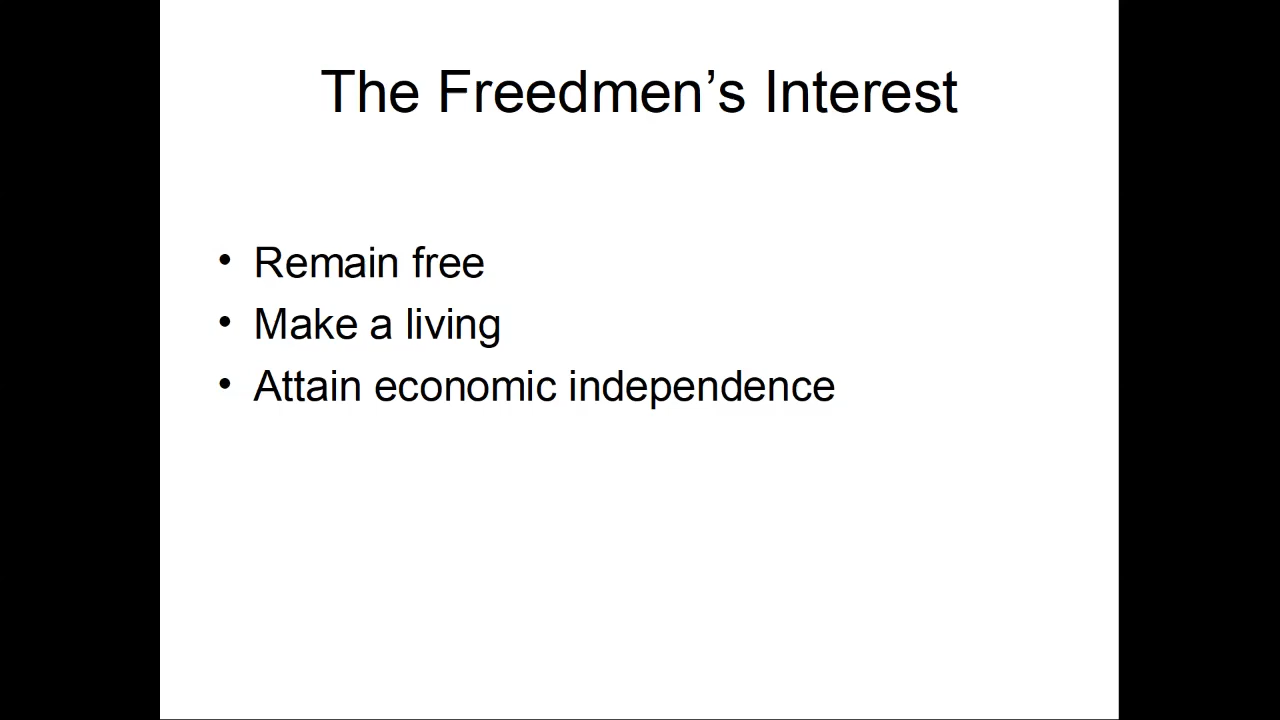 The Freedmen’s Interest
• Remain free
• Make a living
• Attain economic independence